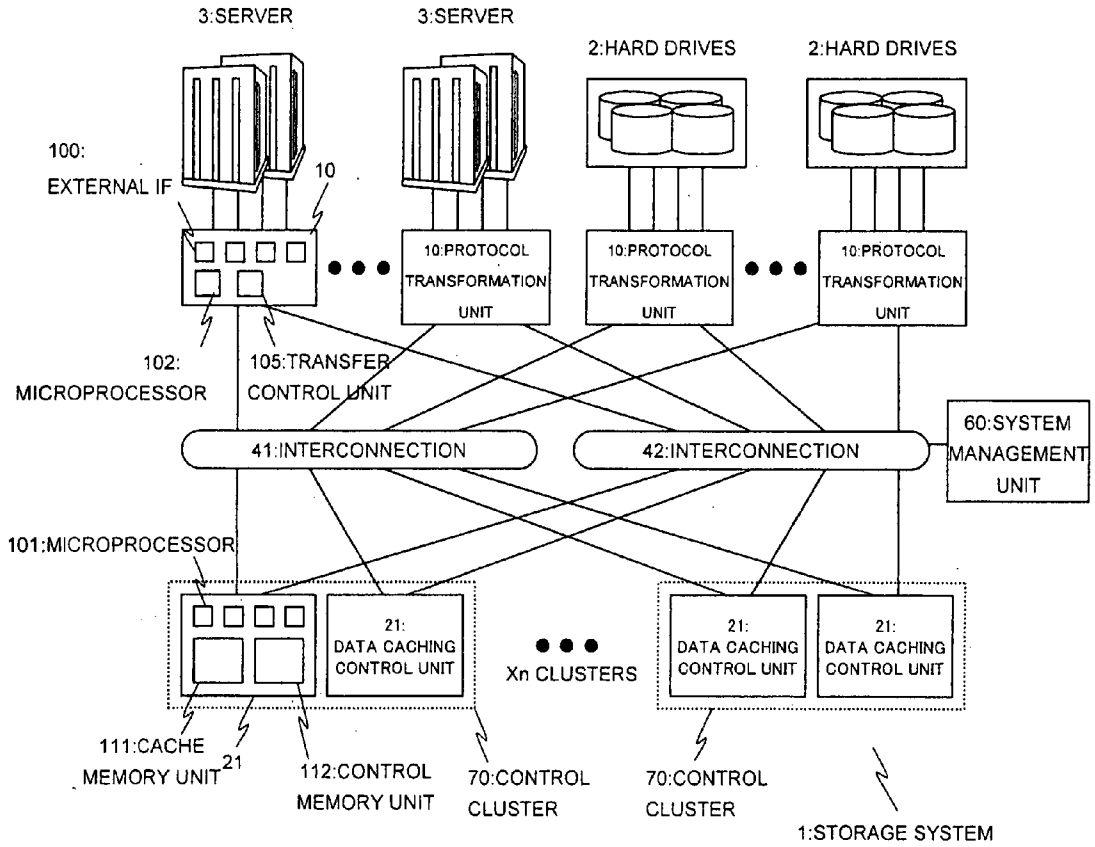 3:SERVER
3:SERVER
2:HARD DRIVES
2:HARD DRIVES
100:
EXTERNAL IF
10
10:PROTOCOL
TRANSFORMATION
UNIT
10:PROTOCOL
TRANSFORMATION
UNIT
10:PROTOCOL
TRANSFORMATION
UNIT
102:
MICROPROCESSOR
105:TRANSFER
CONTROL UNIT
41:INTERCONNECTION
42:INTERCONNECTION
60:SYSTEM
MANAGEMENT
UNIT
101:MICROPROCESSOR
21:
DATA CACHING
CONTROL UNIT
Xn CLUSTERS
21:
DATA CACHING
CONTROL UNIT
21:
DATA CACHING
CONTROL UNIT
111:CACHE
MEMORY UNIT
21
112:CONTROL
MEMORY UNIT
70:CONTROL
CLUSTER
70:CONTROL
CLUSTER
1:STORAGE SYSTEM